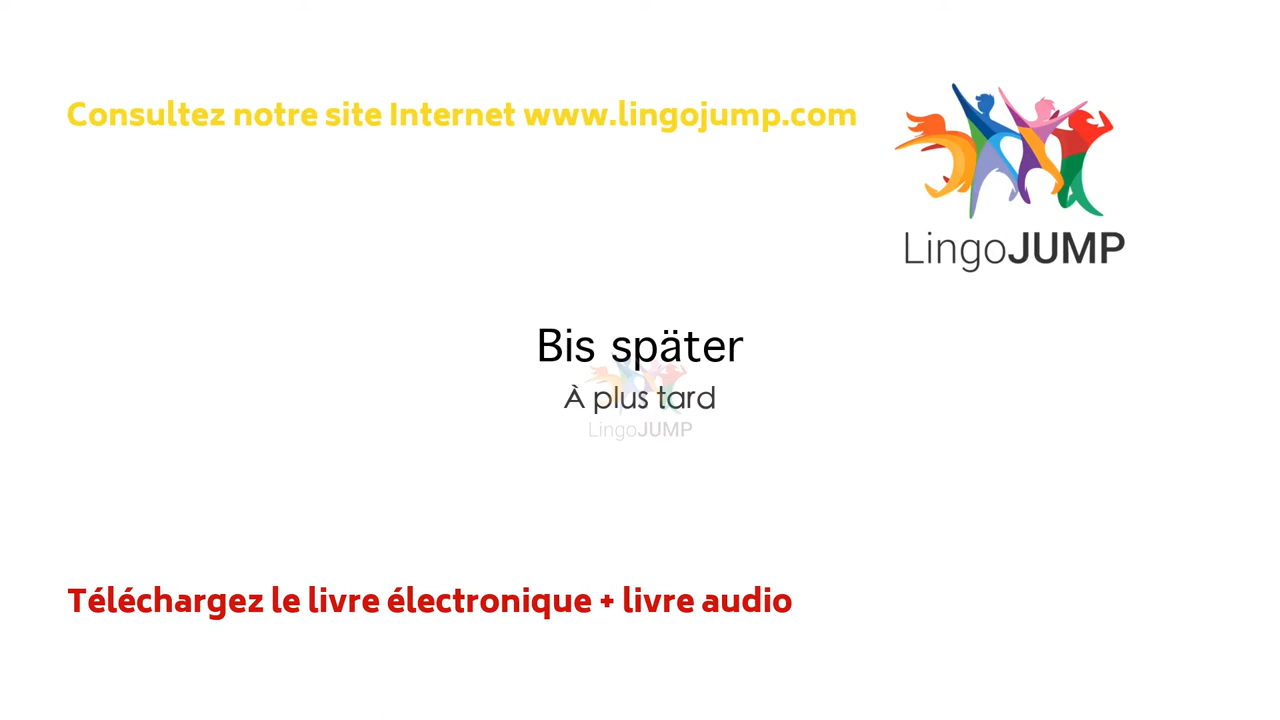 Consultez notre site Internet www.lingojump.com
LingoJUMP
Bis später
À plus tard
LingoJUMP
Téléchargez le livre électronique + livre audio